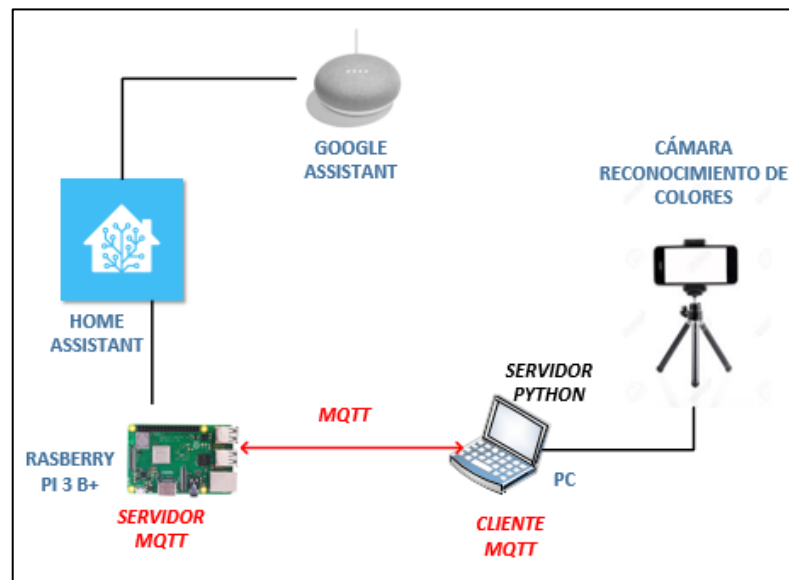 GOOGLE
ASSISTANT
CÁMARA
RECONOCIMIENTO DE
COLORES
HOME
ASSISTANT
SERVIDOR
PYTHON
MQTT
RASBERRY
PI 3 B+
PC
SERVIDOR
MQTT
CLIENTE
MQTT